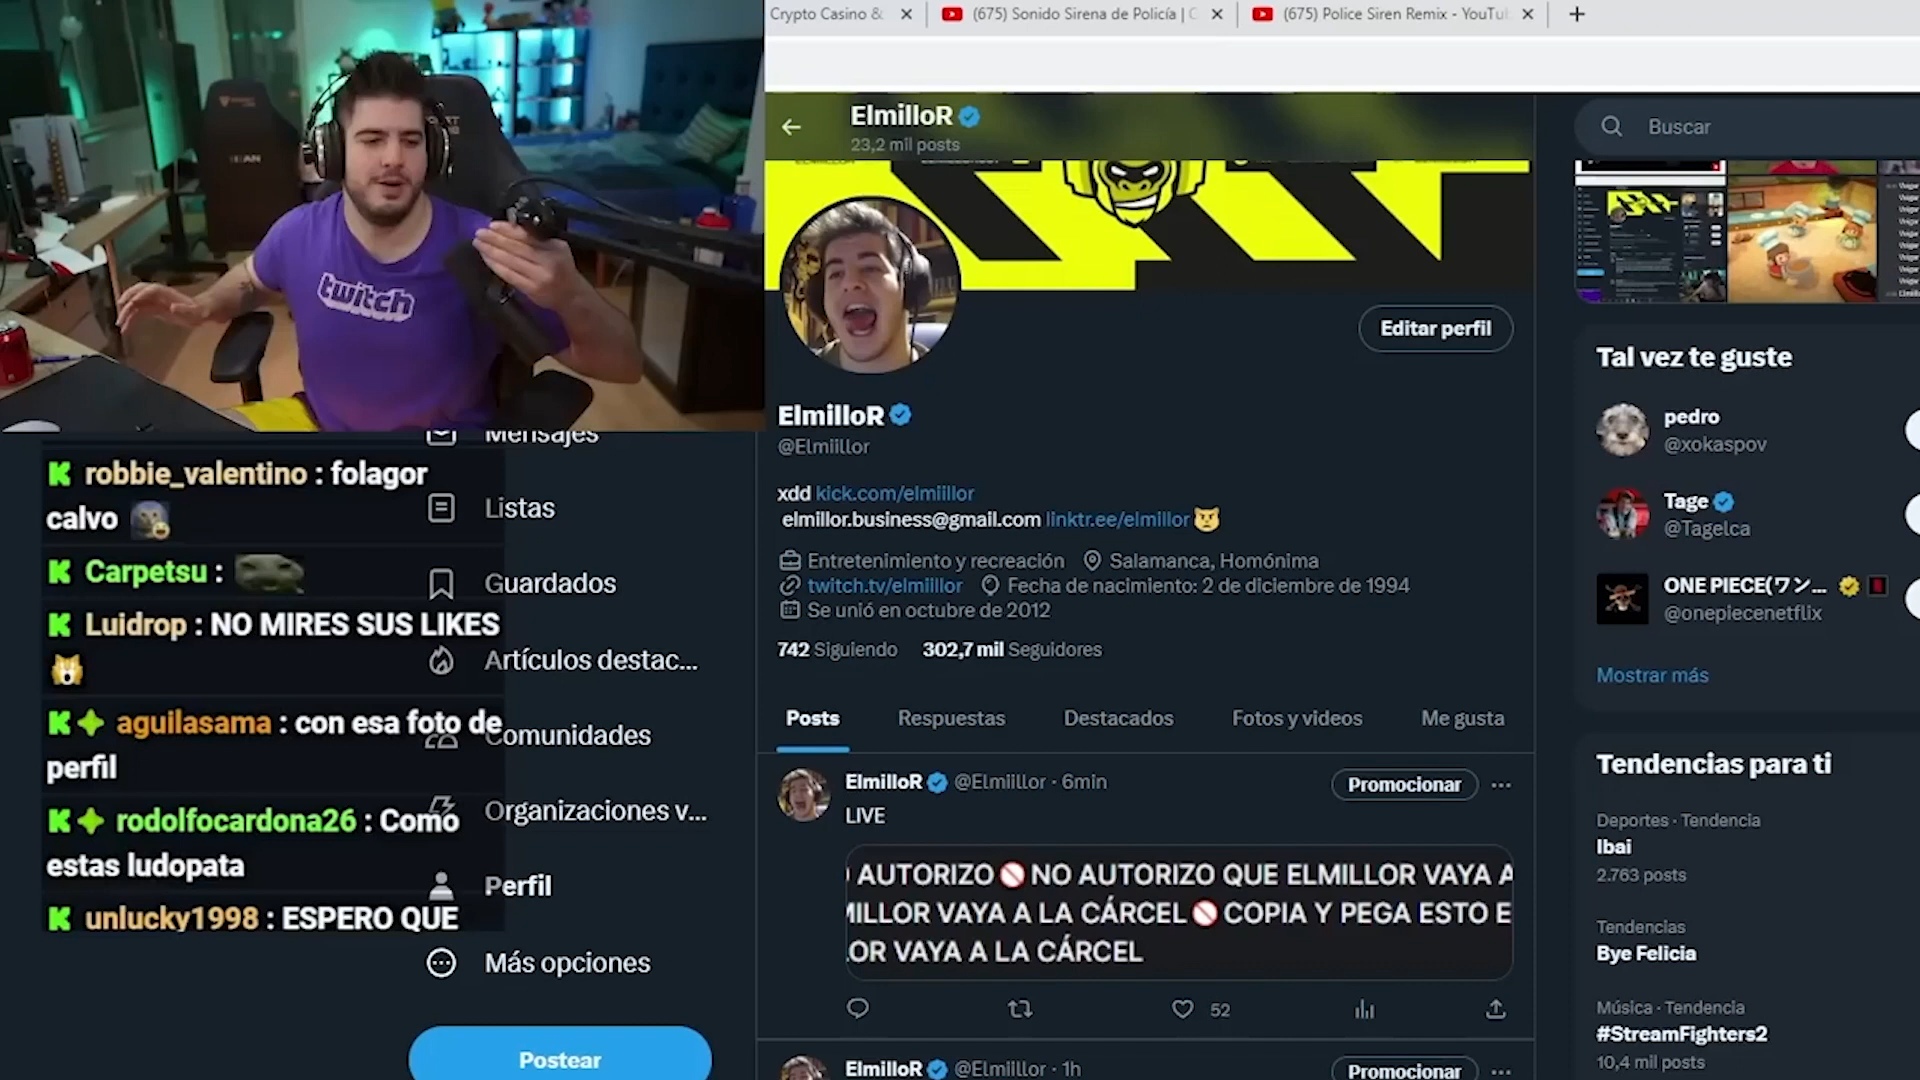 Crypto Casino &
(675) Sonido Sirena de Policía |
(675) Police Siren Remix - YouTu
ElmilloR
23,2 mil posts
Buscar
twitch
Editar perfil
ElmilloR
@Elmiillor
xdd kick.com/elmiillor
elmillor.business@gmail.com linktr.ee/elmillor
Entretenimiento y recreación Salamanca, Homónima
twitch.tv/elmiillor Fecha de nacimiento: 2 de diciembre de 1994
Se unió en octubre de 2012
742 Siguiendo 302,7 mil Seguidores
Posts Respuestas Destacados Fotos y videos Me gusta
ElmilloR @Elmiillor · 6min
Promocionar
LIVE
AUTORIZO NO AUTORIZO QUE ELMILLOR VAYA A
MILLOR VAYA A LA CÁRCEL COPIA Y PEGA ESTO E
LOR VAYA A LA CÁRCEL
52
ElmilloR @Elmiillor · 1h
Promocionar
Mensajes
Listas
Guardados
Artículos destac...
Comunidades
Organizaciones v...
Perfil
Más opciones
Postear
robbie_valentino : folagor
calvo
Carpetsu :
Luidrop : NO MIRES SUS LIKES
aguilasama : con esa foto de
perfil
rodolfocardona26 : Como
estas ludopata
unlucky1998 : ESPERO QUE
Tal vez te guste
pedro
@xokaspov
Tage
@Tagelca
ONE PIECE(ワン...
@onepiecenetflix
Mostrar más
Tendencias para ti
Deportes · Tendencia
Ibai
2.763 posts
Tendencias
Bye Felicia
Música · Tendencia
#StreamFighters2
10,4 mil posts